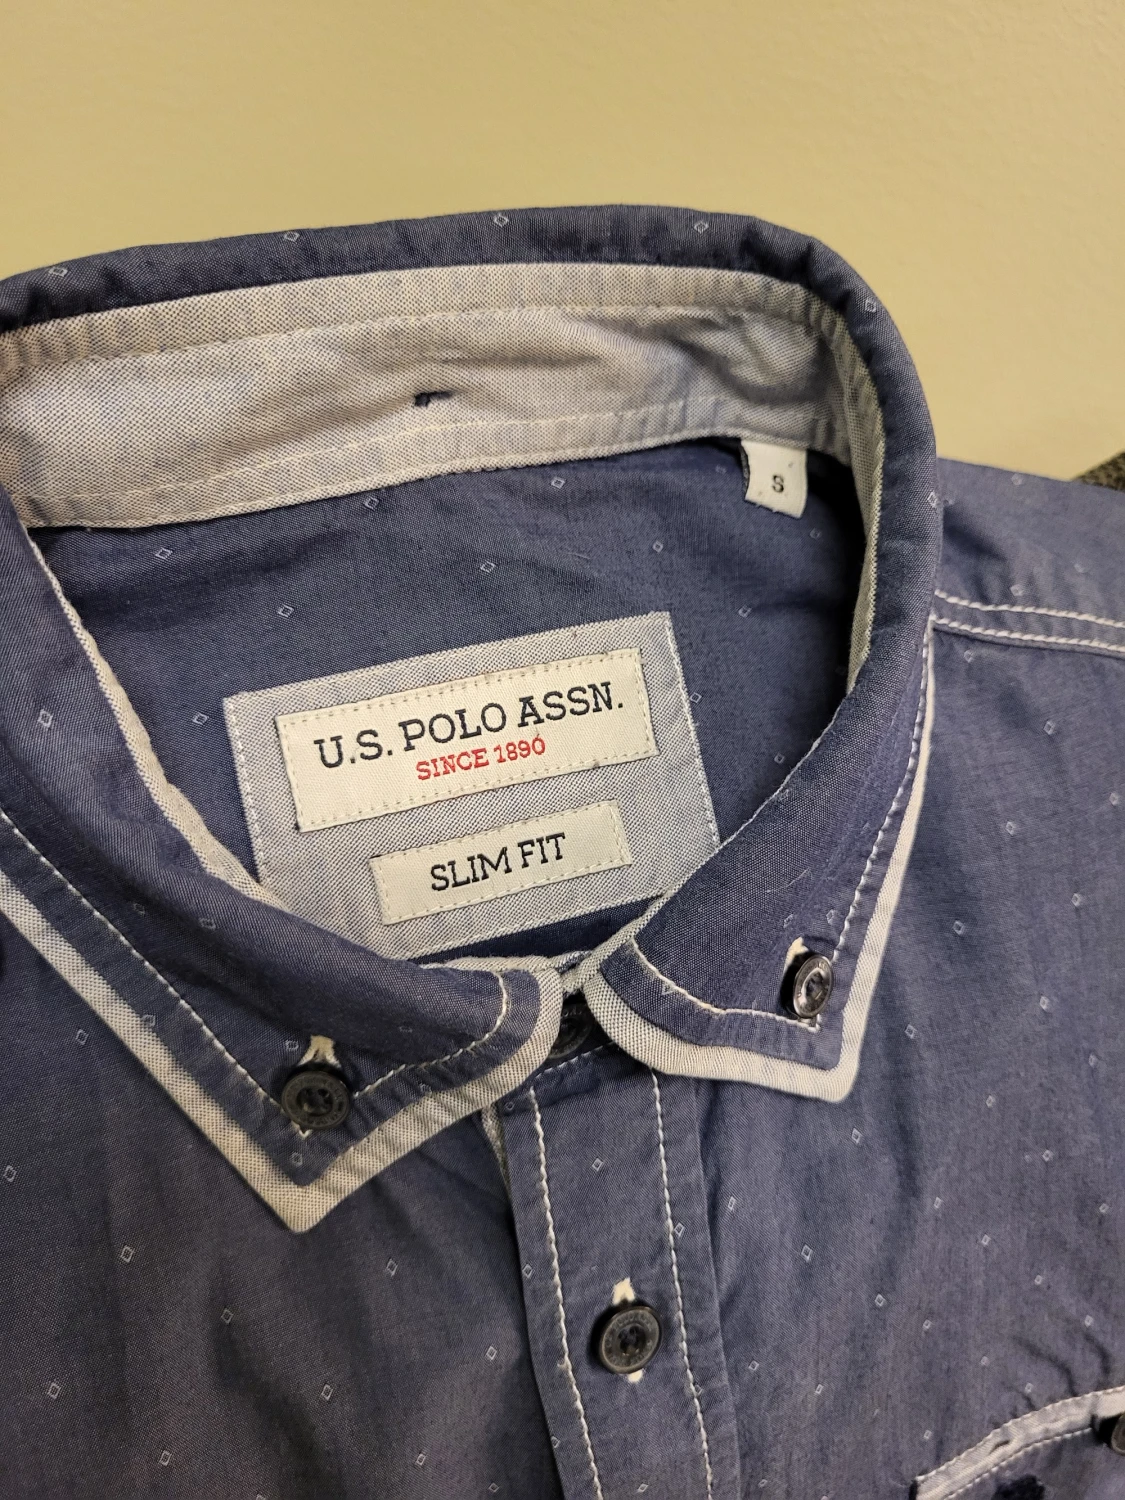 S
U.S. POLO ASSN.
SINCE 1890
SLIM FIT